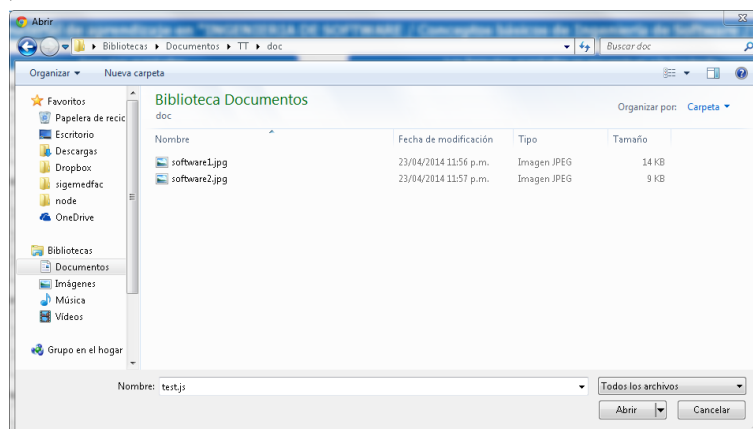 Abrir
Bibliotecas ▸ Documentos ▸ TT ▸ doc
Buscar doc
Organizar
Nueva carpeta
Favoritos
Papelera de recic
Escritorio
Descargas
Dropbox
sigemedfac
node
OneDrive
Bibliotecas
Documentos
Imágenes
Música
Vídeos
Grupo en el hogar
Biblioteca Documentos
doc
Organizar por: Carpeta
Nombre Fecha de modificación Tipo Tamaño
software1.jpg 23/04/2014 11:56 p.m. Imagen JPEG 14 KB
software2.jpg 23/04/2014 11:57 p.m. Imagen JPEG 9 KB
Nombre: test.js
Todos los archivos
Abrir Cancelar